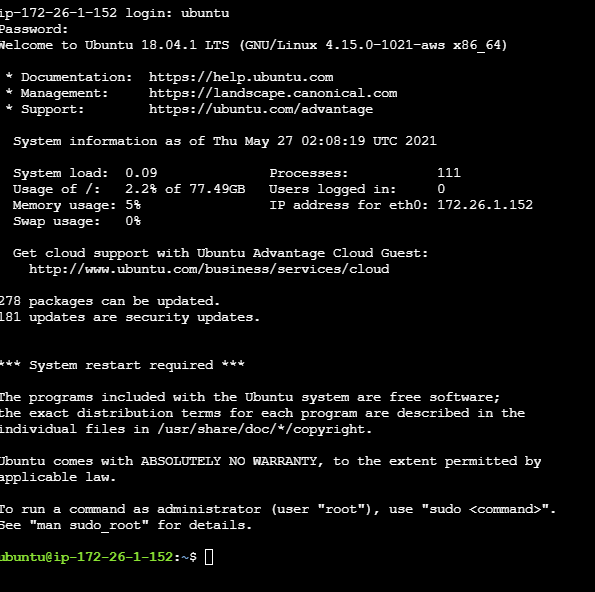 ip-172-26-1-152 login: ubuntu
Password:
Welcome to Ubuntu 18.04.1 LTS (GNU/Linux 4.15.0-1021-aws x86_64)
* Documentation:  https://help.ubuntu.com
* Management:     https://landscape.canonical.com
* Support:        https://ubuntu.com/advantage
System information as of Thu May 27 02:08:19 UTC 2021
System load:  0.09              Processes:           111
Usage of /:   2.2% of 77.49GB   Users logged in:     0
Memory usage: 5%                IP address for eth0: 172.26.1.152
Swap usage:   0%
Get cloud support with Ubuntu Advantage Cloud Guest:
http://www.ubuntu.com/business/services/cloud
278 packages can be updated.
181 updates are security updates.
*** System restart required ***
The programs included with the Ubuntu system are free software;
the exact distribution terms for each program are described in the
individual files in /usr/share/doc/*/copyright.
Ubuntu comes with ABSOLUTELY NO WARRANTY, to the extent permitted by
applicable law.
To run a command as administrator (user "root"), use "sudo <command>".
See "man sudo_root" for details.
ubuntu@ip-172-26-1-152:~$